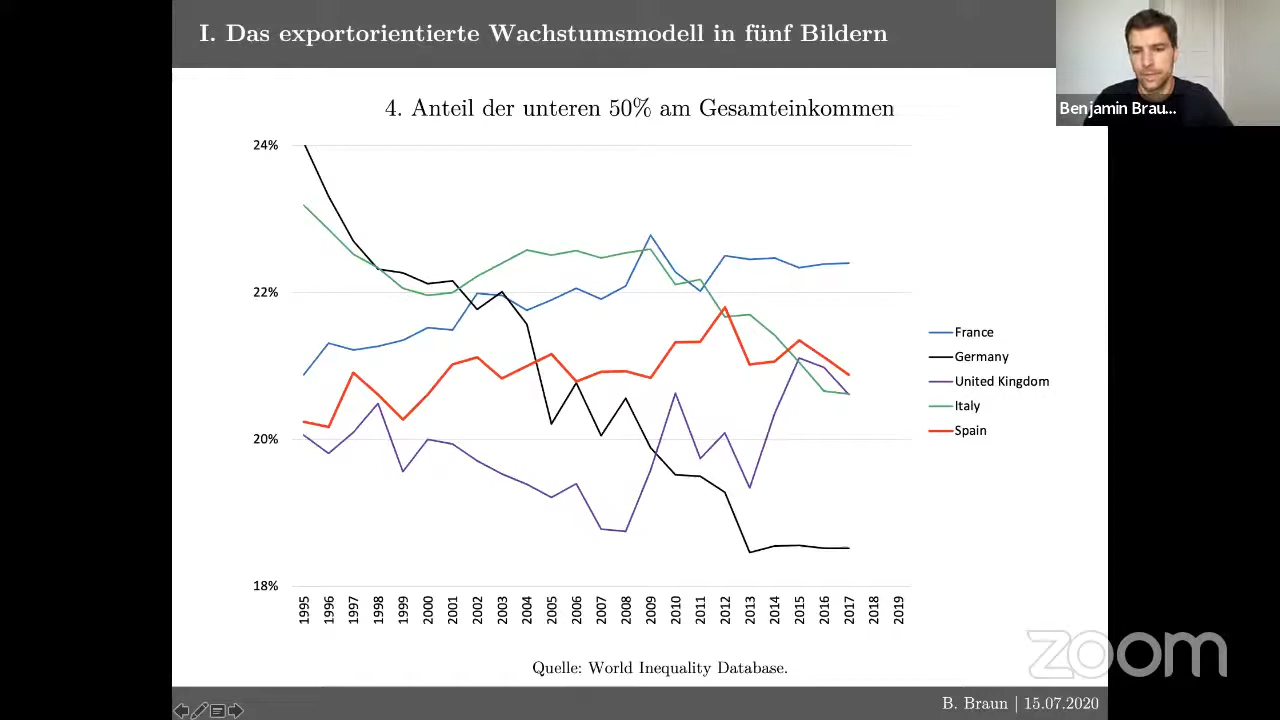 I. Das exportorientierte Wachstumsmodell in fünf Bildern
Benjamin Brau...
4. Anteil der unteren 50% am Gesamteinkommen
24%
22%
20%
18%
France
Germany
United Kingdom
Italy
Spain
1995 1996 1997 1998 1999 2000 2001 2002 2003 2004 2005 2006 2007 2008 2009 2010 2011 2012 2013 2014 2015 2016 2017 2018 2019
Quelle: World Inequality Database.
zoom
B. Braun | 15.07.2020